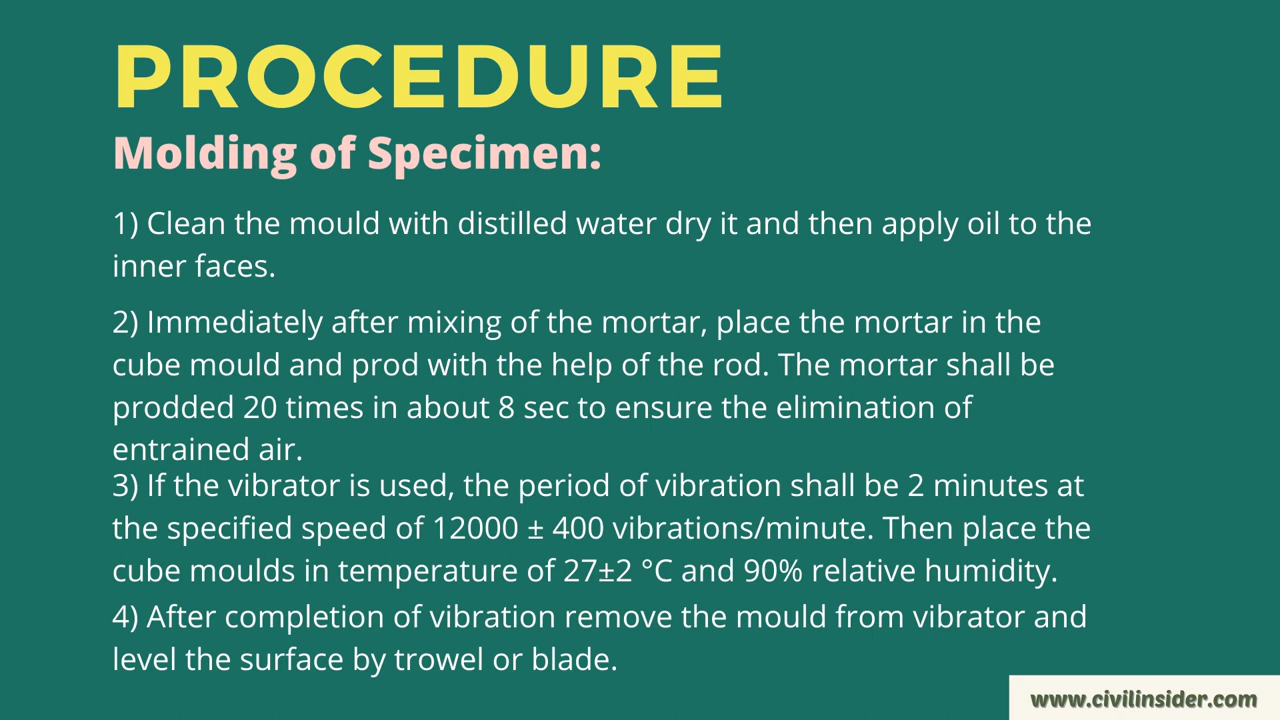 PROCEDURE
Molding of Specimen:
1) Clean the mould with distilled water dry it and then apply oil to the
inner faces.
2) Immediately after mixing of the mortar, place the mortar in the
cube mould and prod with the help of the rod. The mortar shall be
prodded 20 times in about 8 sec to ensure the elimination of
entrained air.
3) If the vibrator is used, the period of vibration shall be 2 minutes at
the specified speed of 12000 ± 400 vibrations/minute. Then place the
cube moulds in temperature of 27±2 °C and 90% relative humidity.
4) After completion of vibration remove the mould from vibrator and
level the surface by trowel or blade.
www.civilinsider.com